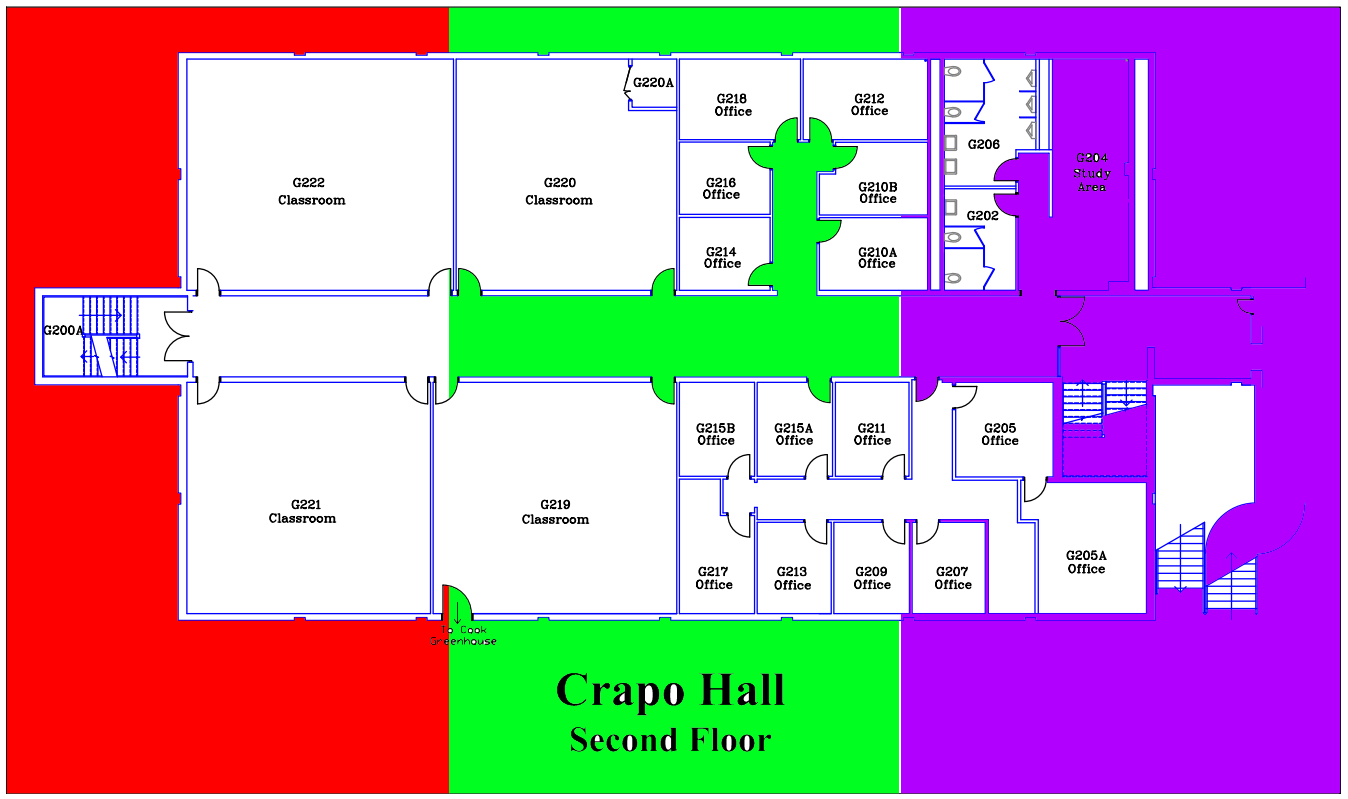 G220A
G218
Office
G212
Office
G206
G204
Study
Area
G222
Classroom
G220
Classroom
G216
Office
G210B
Office
G202
G214
Office
G210A
Office
G200A
G215B
Office
G215A
Office
G211
Office
G205
Office
G221
Classroom
G219
Classroom
G217
Office
G213
Office
G209
Office
G207
Office
G205A
Office
To Cook
Greenhouse
Crapo Hall
Second Floor